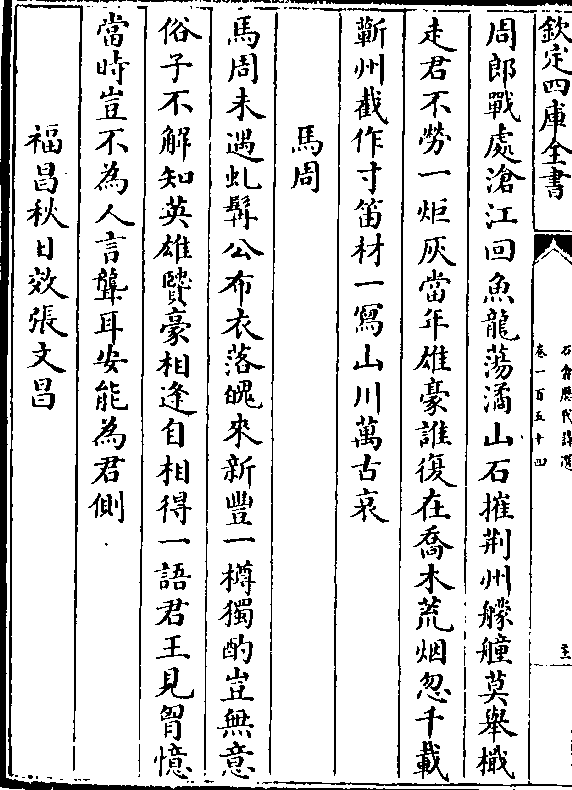 欽定四庫全書
石倉歷代詩選
卷一百五十四
周郎戰處滄江回魚龍蕩潏山石摧荆州艨艟莫舉檝
走君不勞一炬灰當年雄豪誰復在喬木荒烟忽千載
蘄州截作寸笛材一寫山川萬古哀
馬周
馬周未遇虬髯公布衣落魄來新豐一樽獨酌豈無意
俗子不解知英雄賢豪相逢自相得一語君王見胷憶
當時豈不為人言聾耳安能為君側
福昌秋日效張文昌